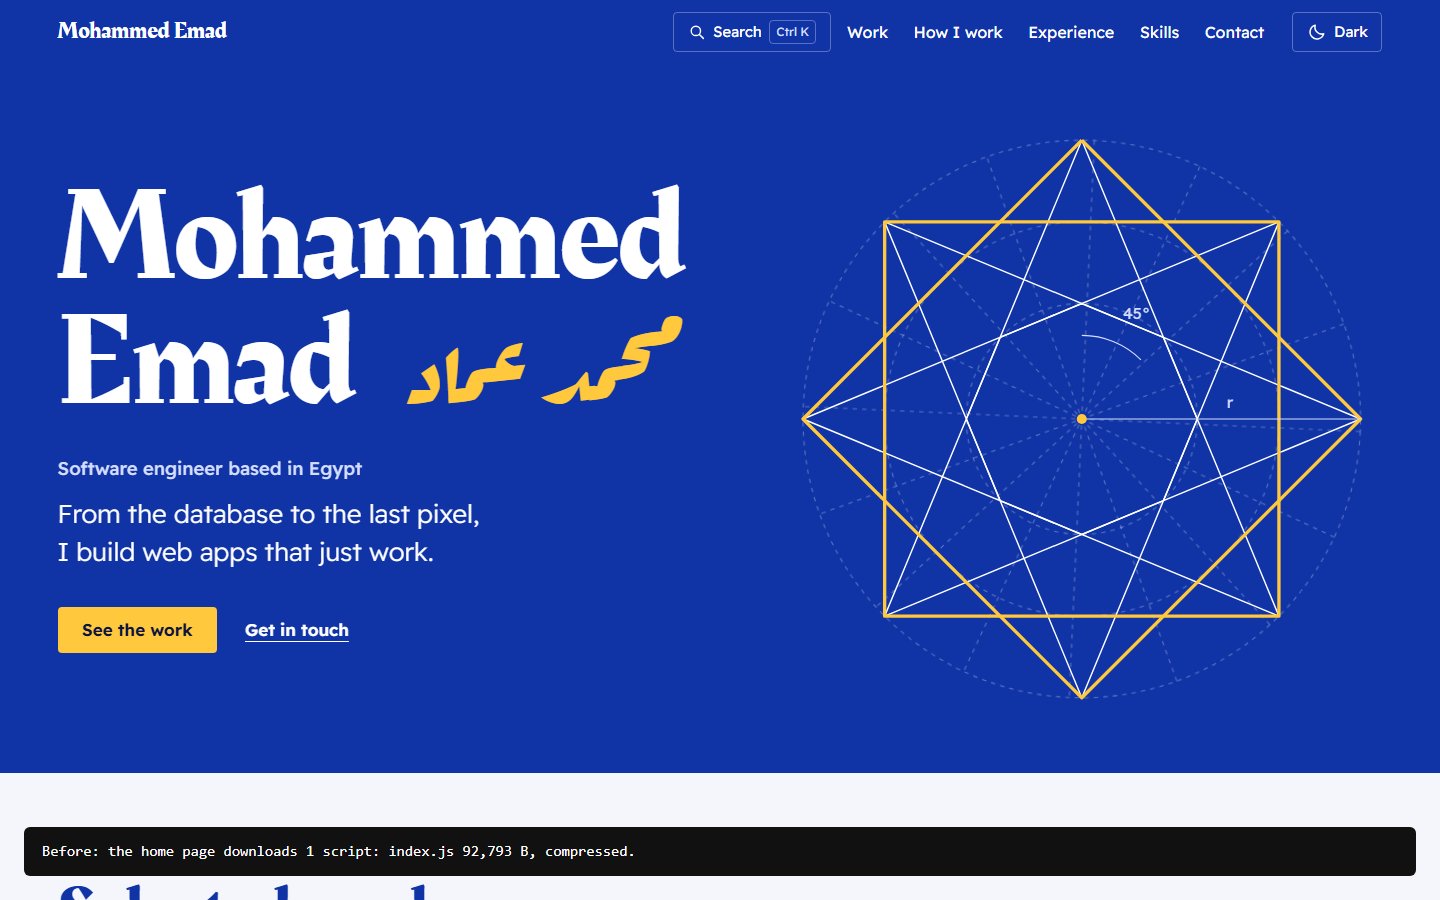 Mohammed Emad
Search Ctrl K Work How I work Experience Skills Contact Dark
Mohammed
Emad محمد عماد
Software engineer based in Egypt
From the database to the last pixel,
I build web apps that just work.
See the work Get in touch
45°
r
Before: the home page downloads 1 script: index.js 92,793 B, compressed.